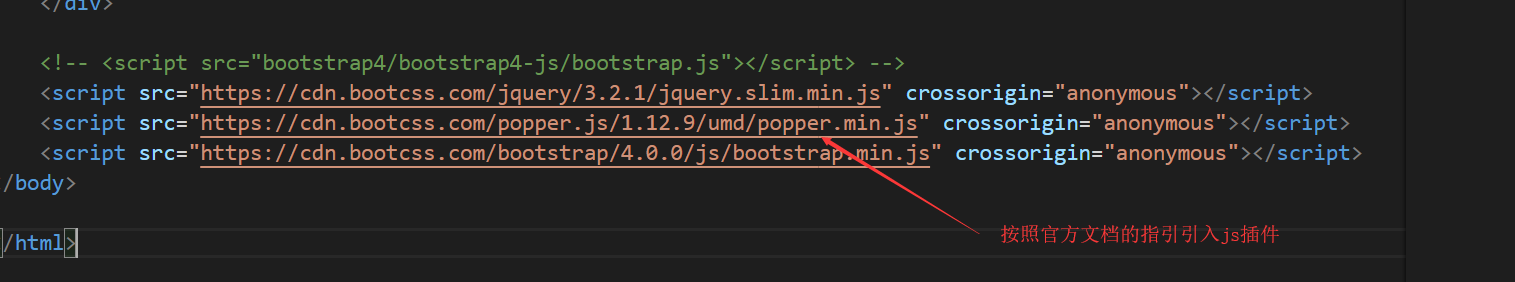 </div>
<!-- <script src="bootstrap4/bootstrap4-js/bootstrap.js"></script> -->
<script src="https://cdn.bootcss.com/jquery/3.2.1/jquery.slim.min.js" crossorigin="anonymous"></script>
<script src="https://cdn.bootcss.com/popper.js/1.12.9/umd/popper.min.js" crossorigin="anonymous"></script>
<script src="https://cdn.bootcss.com/bootstrap/4.0.0/js/bootstrap.min.js" crossorigin="anonymous"></script>
/body>
按照官方文档的指引引入js插件
/html>